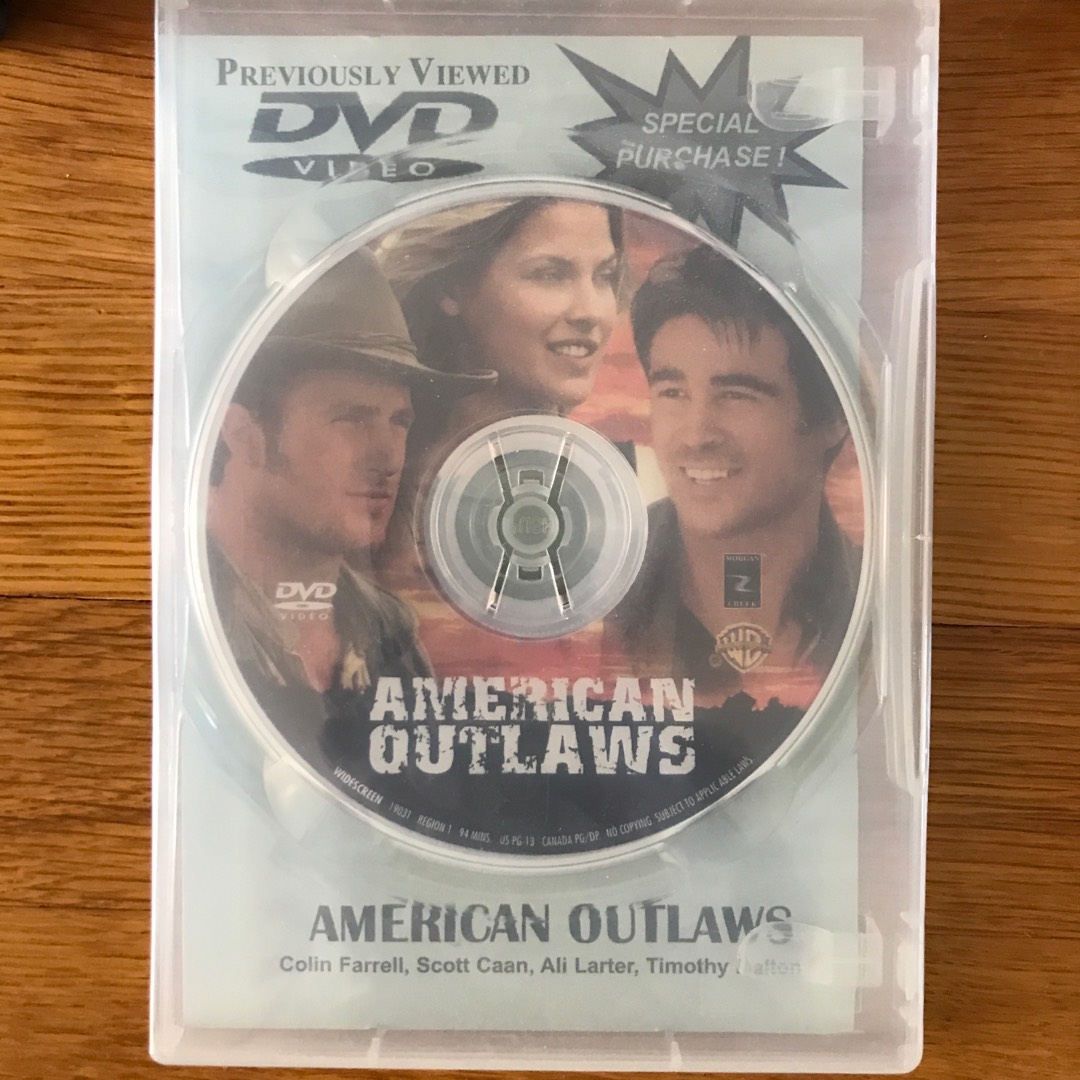 PREVIOUSLY VIEWED
DVD
VIDEO
SPECIAL
PURCHASE!
DVD
VIDEO
MORGAN
CREEK
WB
AMERICAN
OUTLAWS
WIDESCREEN 19031 REGION 1 94 MINS. US PG-13 CANADA PG/DP NO COPYING SUBJECT TO APPLICABLE LAWS.
AMERICAN OUTLAWS
Colin Farrell, Scott Caan, Ali Larter, Timothy Dalton